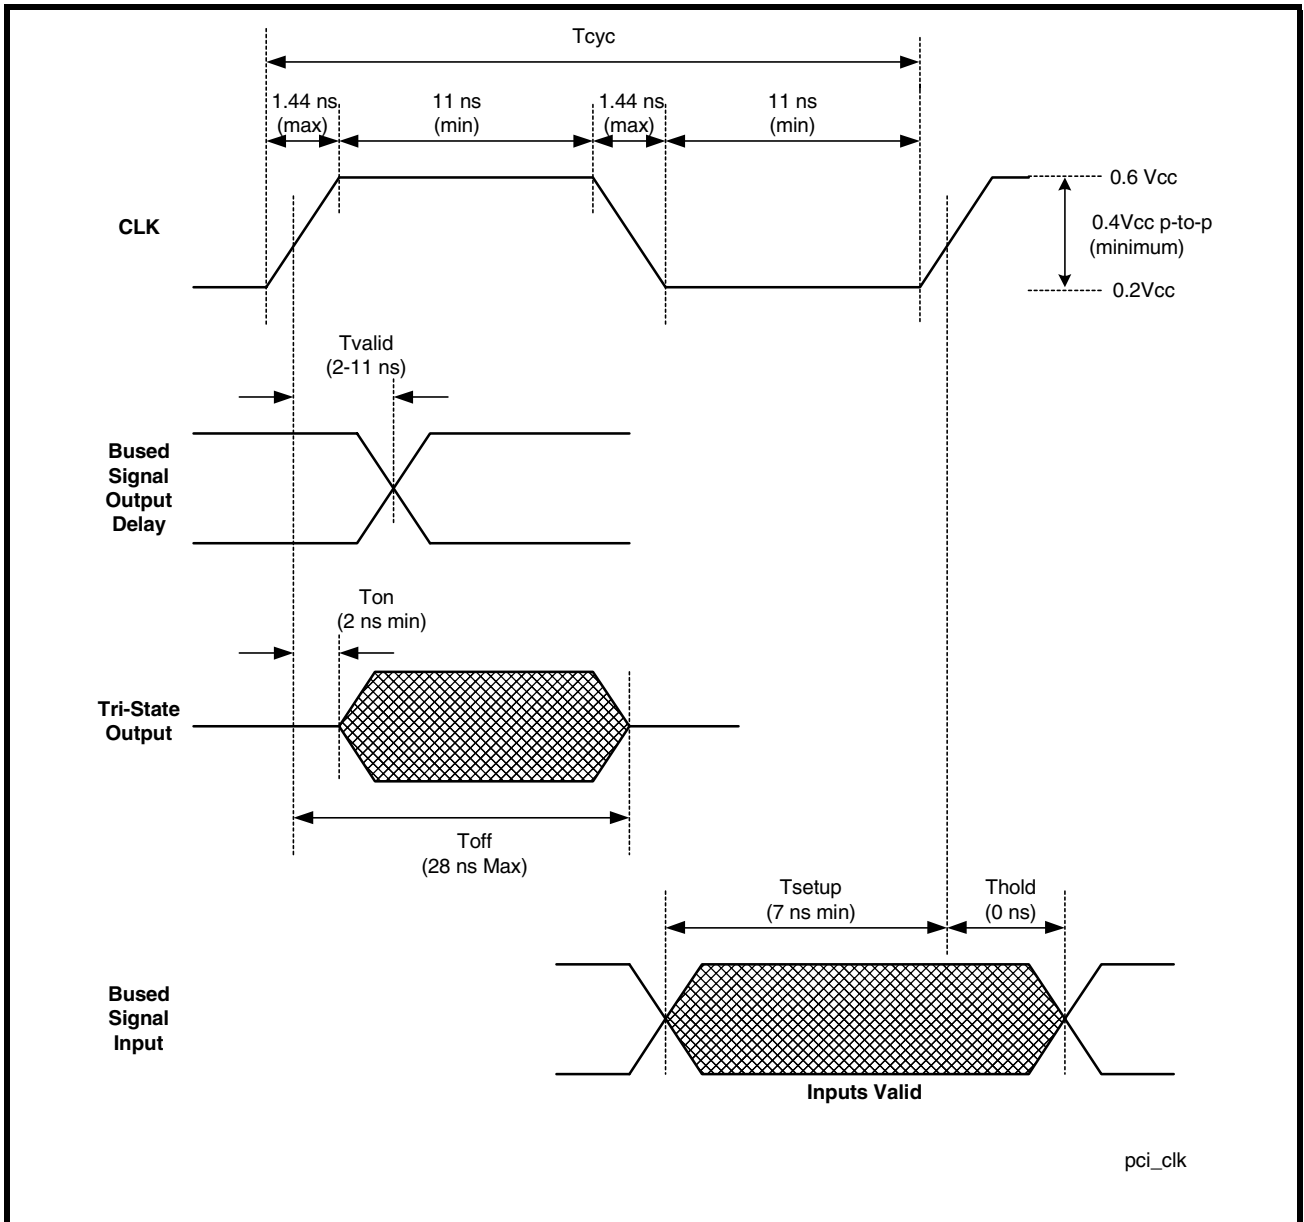 Tcyc
1.44 ns
(max)
11 ns
(min)
1.44 ns
(max)
11 ns
(min)
0.6 Vcc
CLK
0.4Vcc p-to-p
(minimum)
0.2Vcc
Tvalid
(2-11 ns)
Bused
Signal
Output
Delay
Ton
(2 ns min)
Tri-State
Output
Toff
(28 ns Max)
Tsetup
(7 ns min)
Thold
(0 ns)
Bused
Signal
Input
Inputs Valid
pci_clk